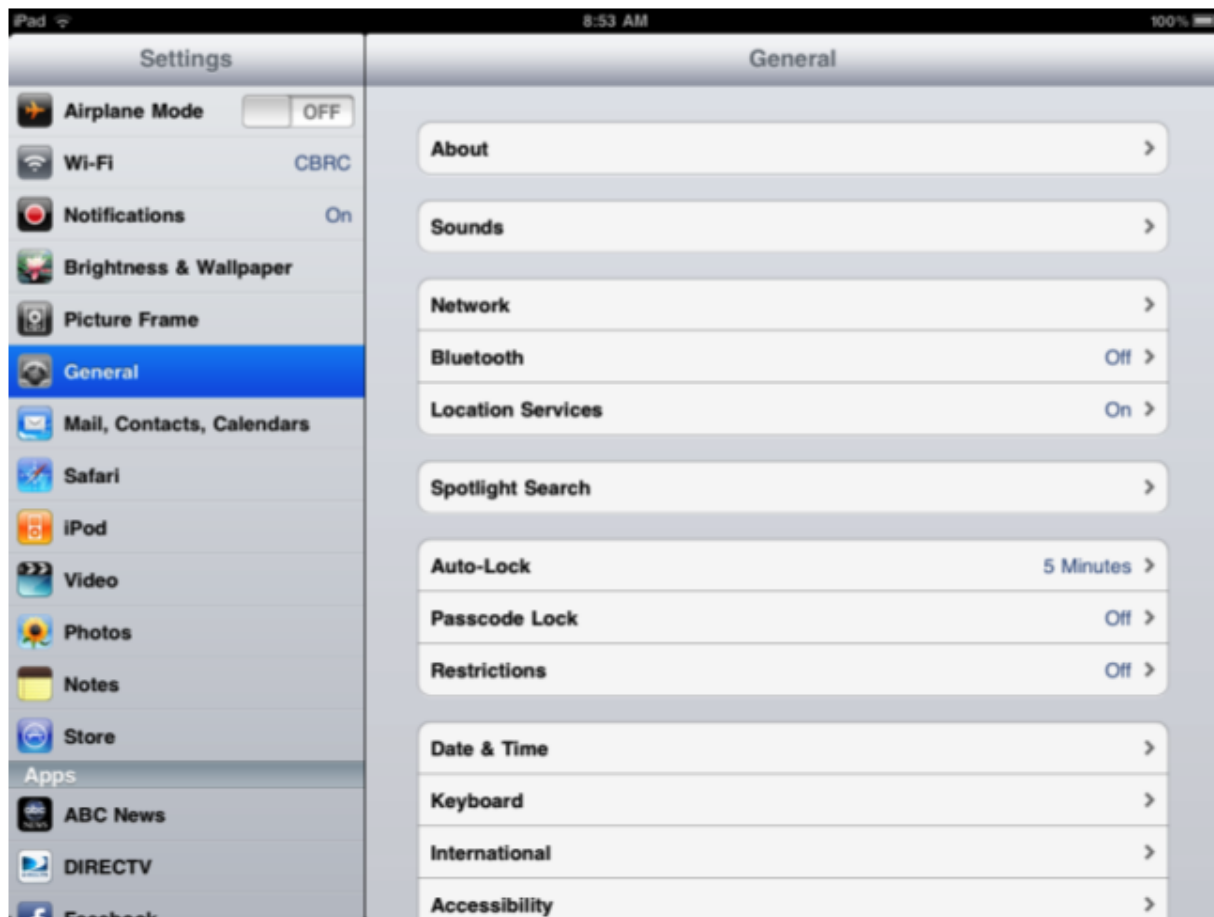 iPad 8:53 AM 100%
Settings
Airplane Mode OFF
Wi-Fi CBRC
Notifications On
Brightness & Wallpaper
Picture Frame
General
Mail, Contacts, Calendars
Safari
iPod
Video
Photos
Notes
Store
Apps
ABC News
DIRECTV
Facebook
General
About
Sounds
Network
Bluetooth Off
Location Services On
Spotlight Search
Auto-Lock 5 Minutes
Passcode Lock Off
Restrictions Off
Date & Time
Keyboard
International
Accessibility